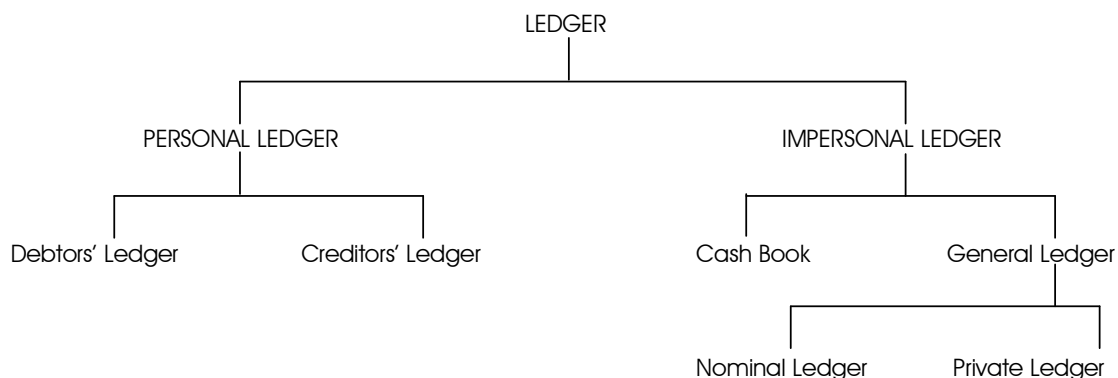 LEDGER
PERSONAL LEDGER IMPERSONAL LEDGER
Debtors’ Ledger Creditors’ Ledger Cash Book General Ledger
Nominal Ledger Private Ledger